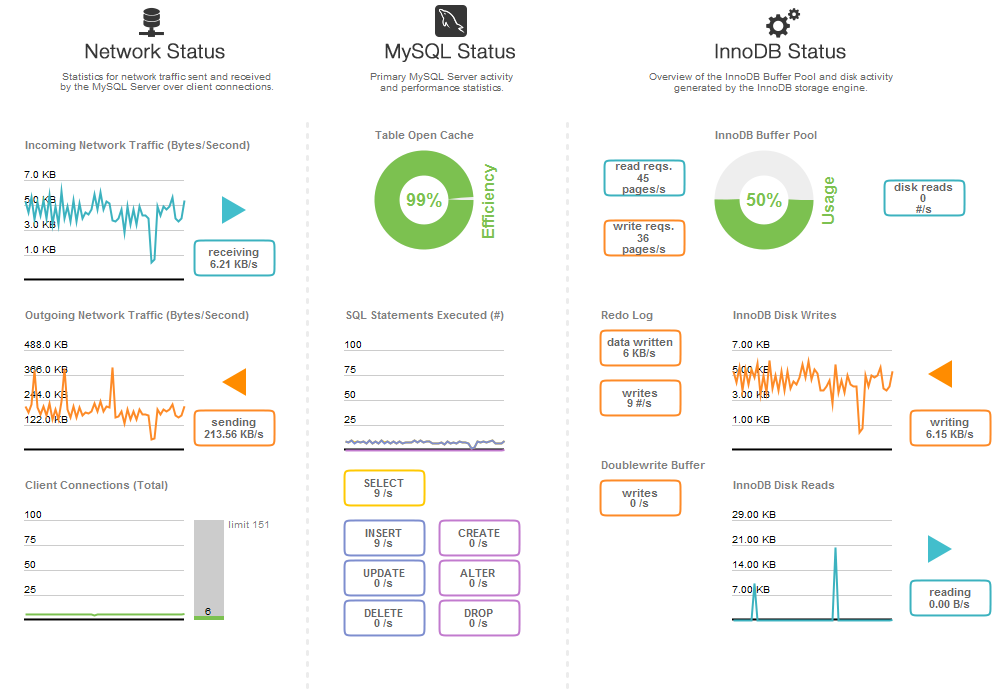 Network Status
Statistics for network traffic sent and received
by the MySQL Server over client connections.
Incoming Network Traffic (Bytes/Second)
7.0 KB
5.0 KB
3.0 KB
1.0 KB
receiving
6.21 KB/s
Outgoing Network Traffic (Bytes/Second)
488.0 KB
366.0 KB
244.0 KB
122.0 KB
sending
213.56 KB/s
Client Connections (Total)
100
75
50
25
limit 151
6
MySQL Status
Primary MySQL Server activity
and performance statistics.
Table Open Cache
99%
Efficiency
SQL Statements Executed (#)
100
75
50
25
SELECT
9 /s
INSERT
9 /s
CREATE
0 /s
UPDATE
0 /s
ALTER
0 /s
DELETE
0 /s
DROP
0 /s
InnoDB Status
Overview of the InnoDB Buffer Pool and disk activity
generated by the InnoDB storage engine.
InnoDB Buffer Pool
read reqs.
45
pages/s
write reqs.
36
pages/s
50%
Usage
disk reads
0
#/s
Redo Log
data written
6 KB/s
writes
9 #/s
Doublewrite Buffer
writes
0 /s
InnoDB Disk Writes
7.00 KB
5.00 KB
3.00 KB
1.00 KB
writing
6.15 KB/s
InnoDB Disk Reads
29.00 KB
21.00 KB
14.00 KB
7.00 KB
reading
0.00 B/s